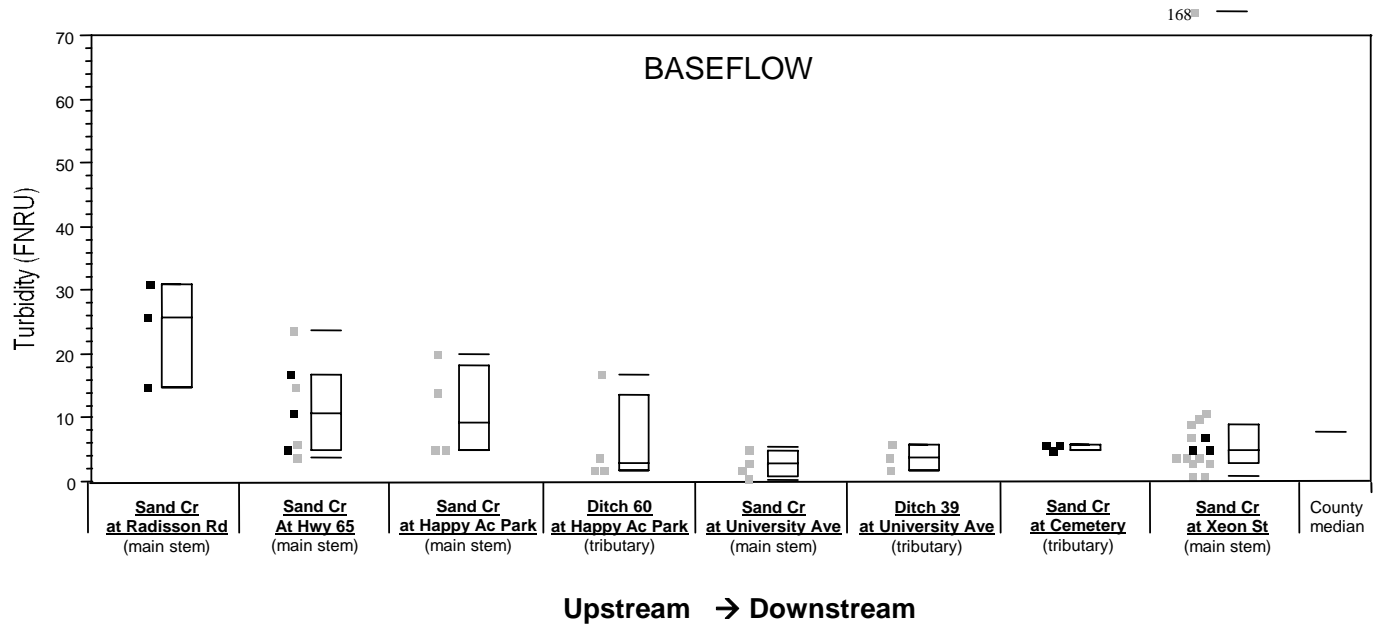 168
70
BASEFLOW
60
50
40
30
20
10
0
Turbidity (FNRU)
Sand Cr
at Radisson Rd
(main stem)
Sand Cr
At Hwy 65
(main stem)
Sand Cr
at Happy Ac Park
(main stem)
Ditch 60
at Happy Ac Park
(tributary)
Sand Cr
at University Ave
(main stem)
Ditch 39
at University Ave
(tributary)
Sand Cr
at Cemetery
(tributary)
Sand Cr
at Xeon St
(main stem)
County
median
Upstream → Downstream